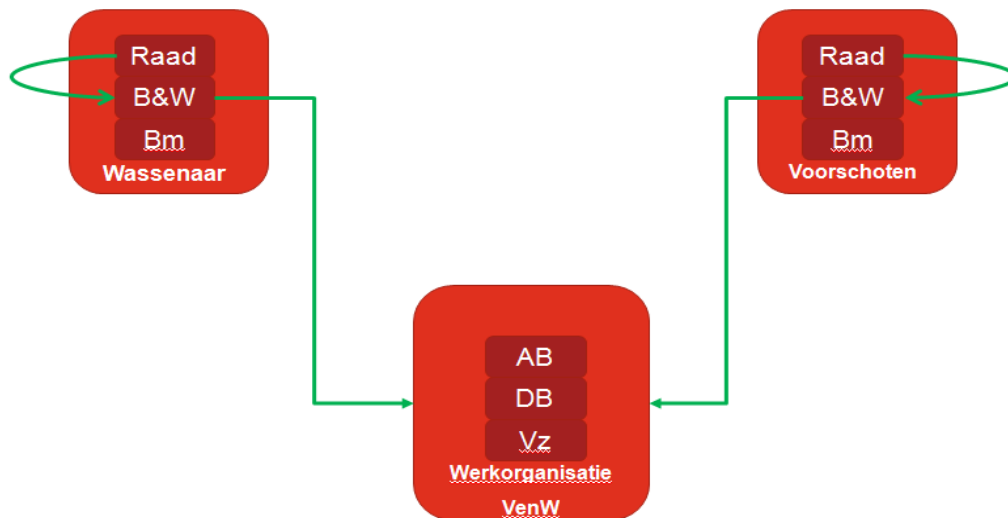 Raad
B&W
Bm
Wassenaar
Raad
B&W
Bm
Voorschoten
AB
DB
Vz
Werkorganisatie
VenW